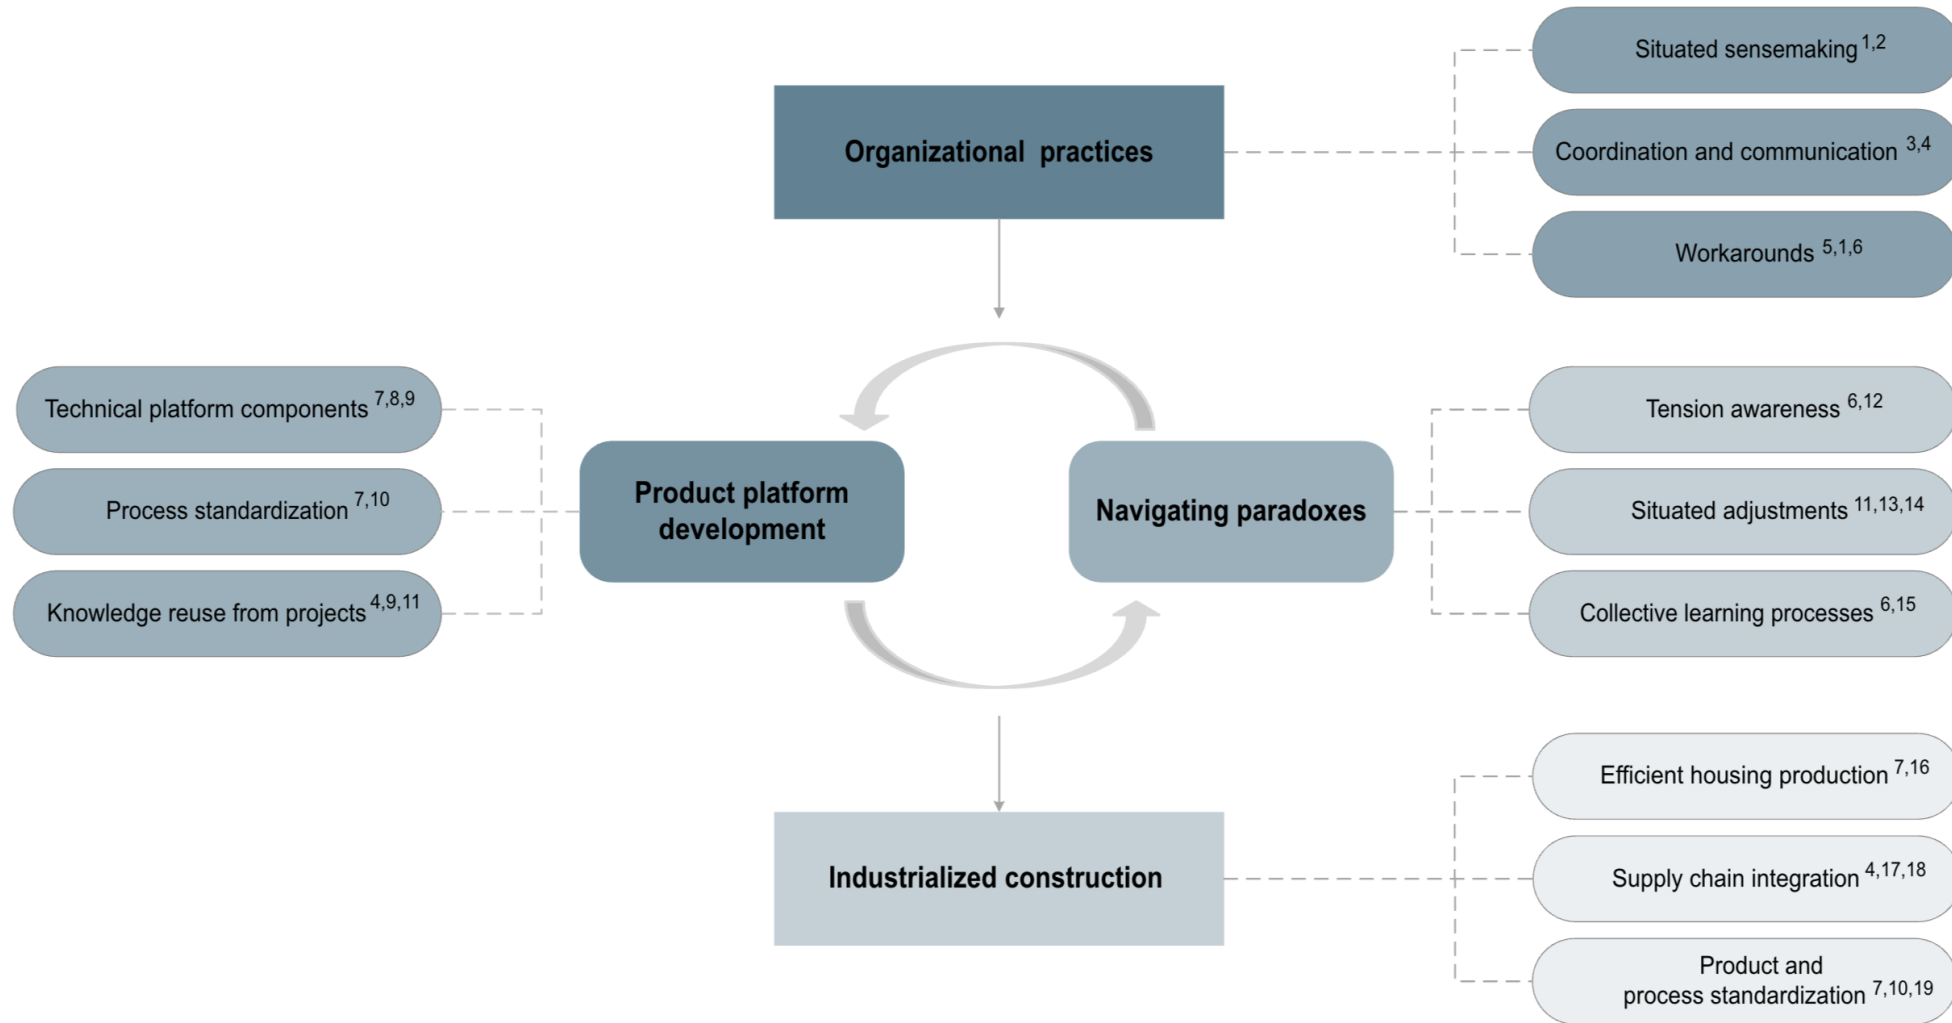 Situated sensemaking 1,2
Organizational practices
Coordination and communication 3,4
Workarounds 5,1,6
Technical platform components 7,8,9
Process standardization 7,10
Knowledge reuse from projects 4,9,11
Product platform
development
Navigating paradoxes
Tension awareness 6,12
Situated adjustments 11,13,14
Collective learning processes 6,15
Industrialized construction
Efficient housing production 7,16
Supply chain integration 4,17,18
Product and
process standardization 7,10,19